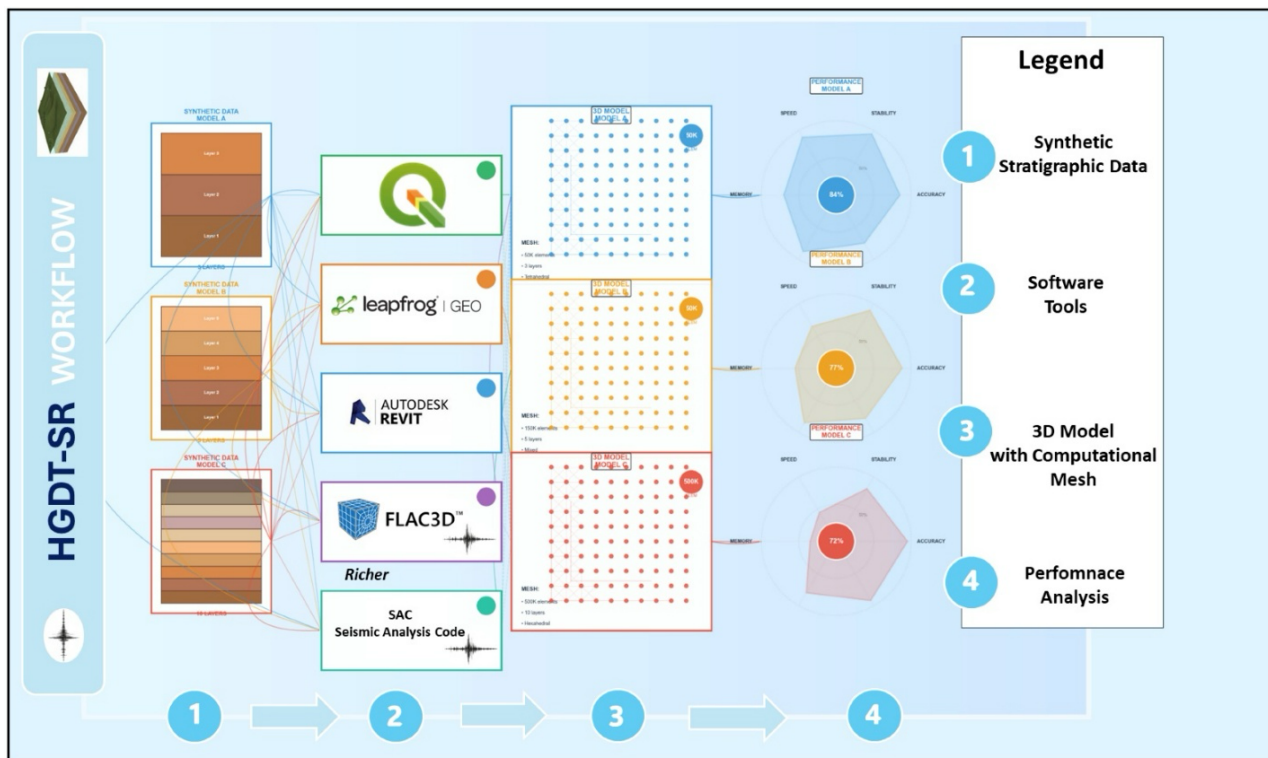 HGDT-SR WORKFLOW
SYNTHETIC DATA
MODEL A
Layer 3
Layer 2
Layer 1
3 LAYERS
SYNTHETIC DATA
MODEL B
Layer 5
Layer 4
Layer 3
Layer 2
Layer 1
5 LAYERS
SYNTHETIC DATA
MODEL C
10 LAYERS
leapfrog | GEO
AUTODESK
REVIT
FLAC3D™
Richer
SAC
Seismic Analysis Code
3D MODEL
MODEL A
50K
MESH:
• 50K elements
• 3 layers
• Tetrahedral
3D MODEL
MODEL B
50K
MESH:
• 150K elements
• 5 layers
• Mixed
3D MODEL
MODEL C
500K
MESH:
• 500K elements
• 10 layers
• Hexahedral
PERFORMANCE
MODEL A
SPEED
STABILITY
MEMORY
84%
ACCURACY
PERFORMANCE
MODEL B
SPEED
STABILITY
MEMORY
77%
ACCURACY
PERFORMANCE
MODEL C
SPEED
STABILITY
MEMORY
72%
ACCURACY
Legend
1
Synthetic
Stratigraphic Data
2
Software
Tools
3
3D Model
with Computational
Mesh
4
Perfomnace
Analysis
1
2
3
4